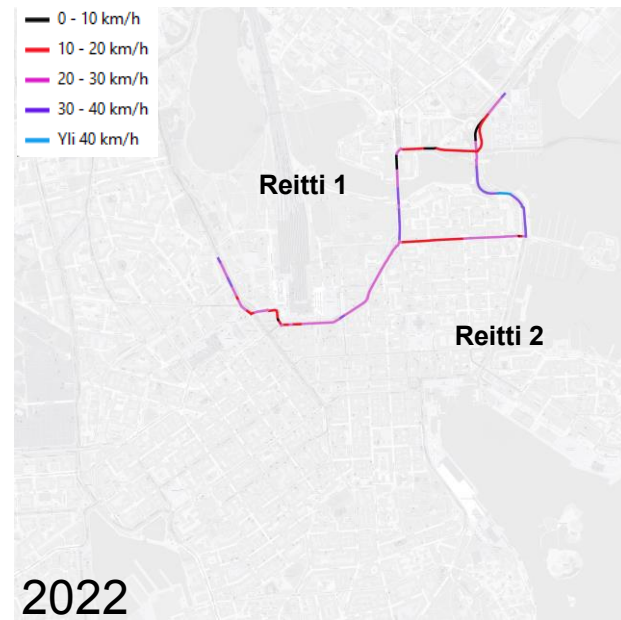 0 - 10 km/h
10 - 20 km/h
20 - 30 km/h
30 - 40 km/h
Yli 40 km/h
Reitti 1
Reitti 2
2022